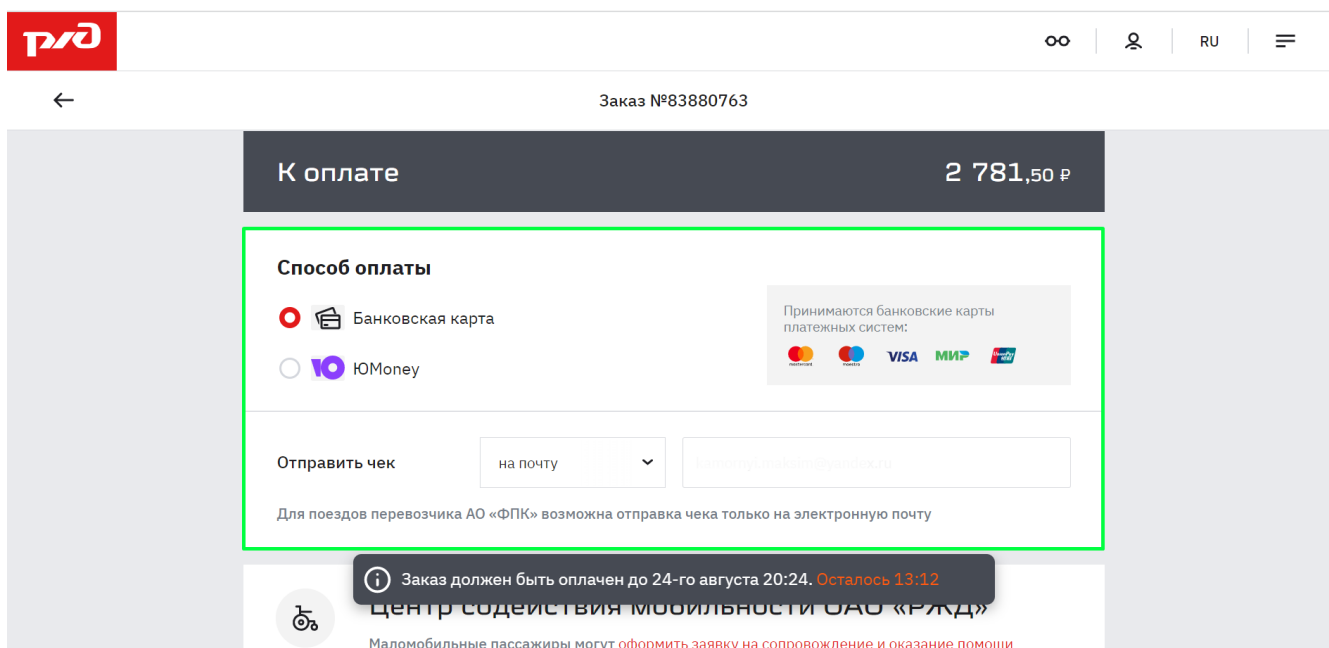 ржд
RU
Заказ №83880763
К оплате
2 781,50 ₽
Способ оплаты
Банковская карта
ЮMoney
Принимаются банковские карты
платежных систем:
mastercard
maestro
VISA
МИР
UnionPay
Отправить чек
на почту
Для поездов перевозчика АО «ФПК» возможна отправка чека только на электронную почту
Заказ должен быть оплачен до 24-го августа 20:24. Осталось 13:12
Центр содействия мобильности ОАО «РЖД»
Маломобильные пассажиры могут оформить заявку на сопровождение и оказание помощи